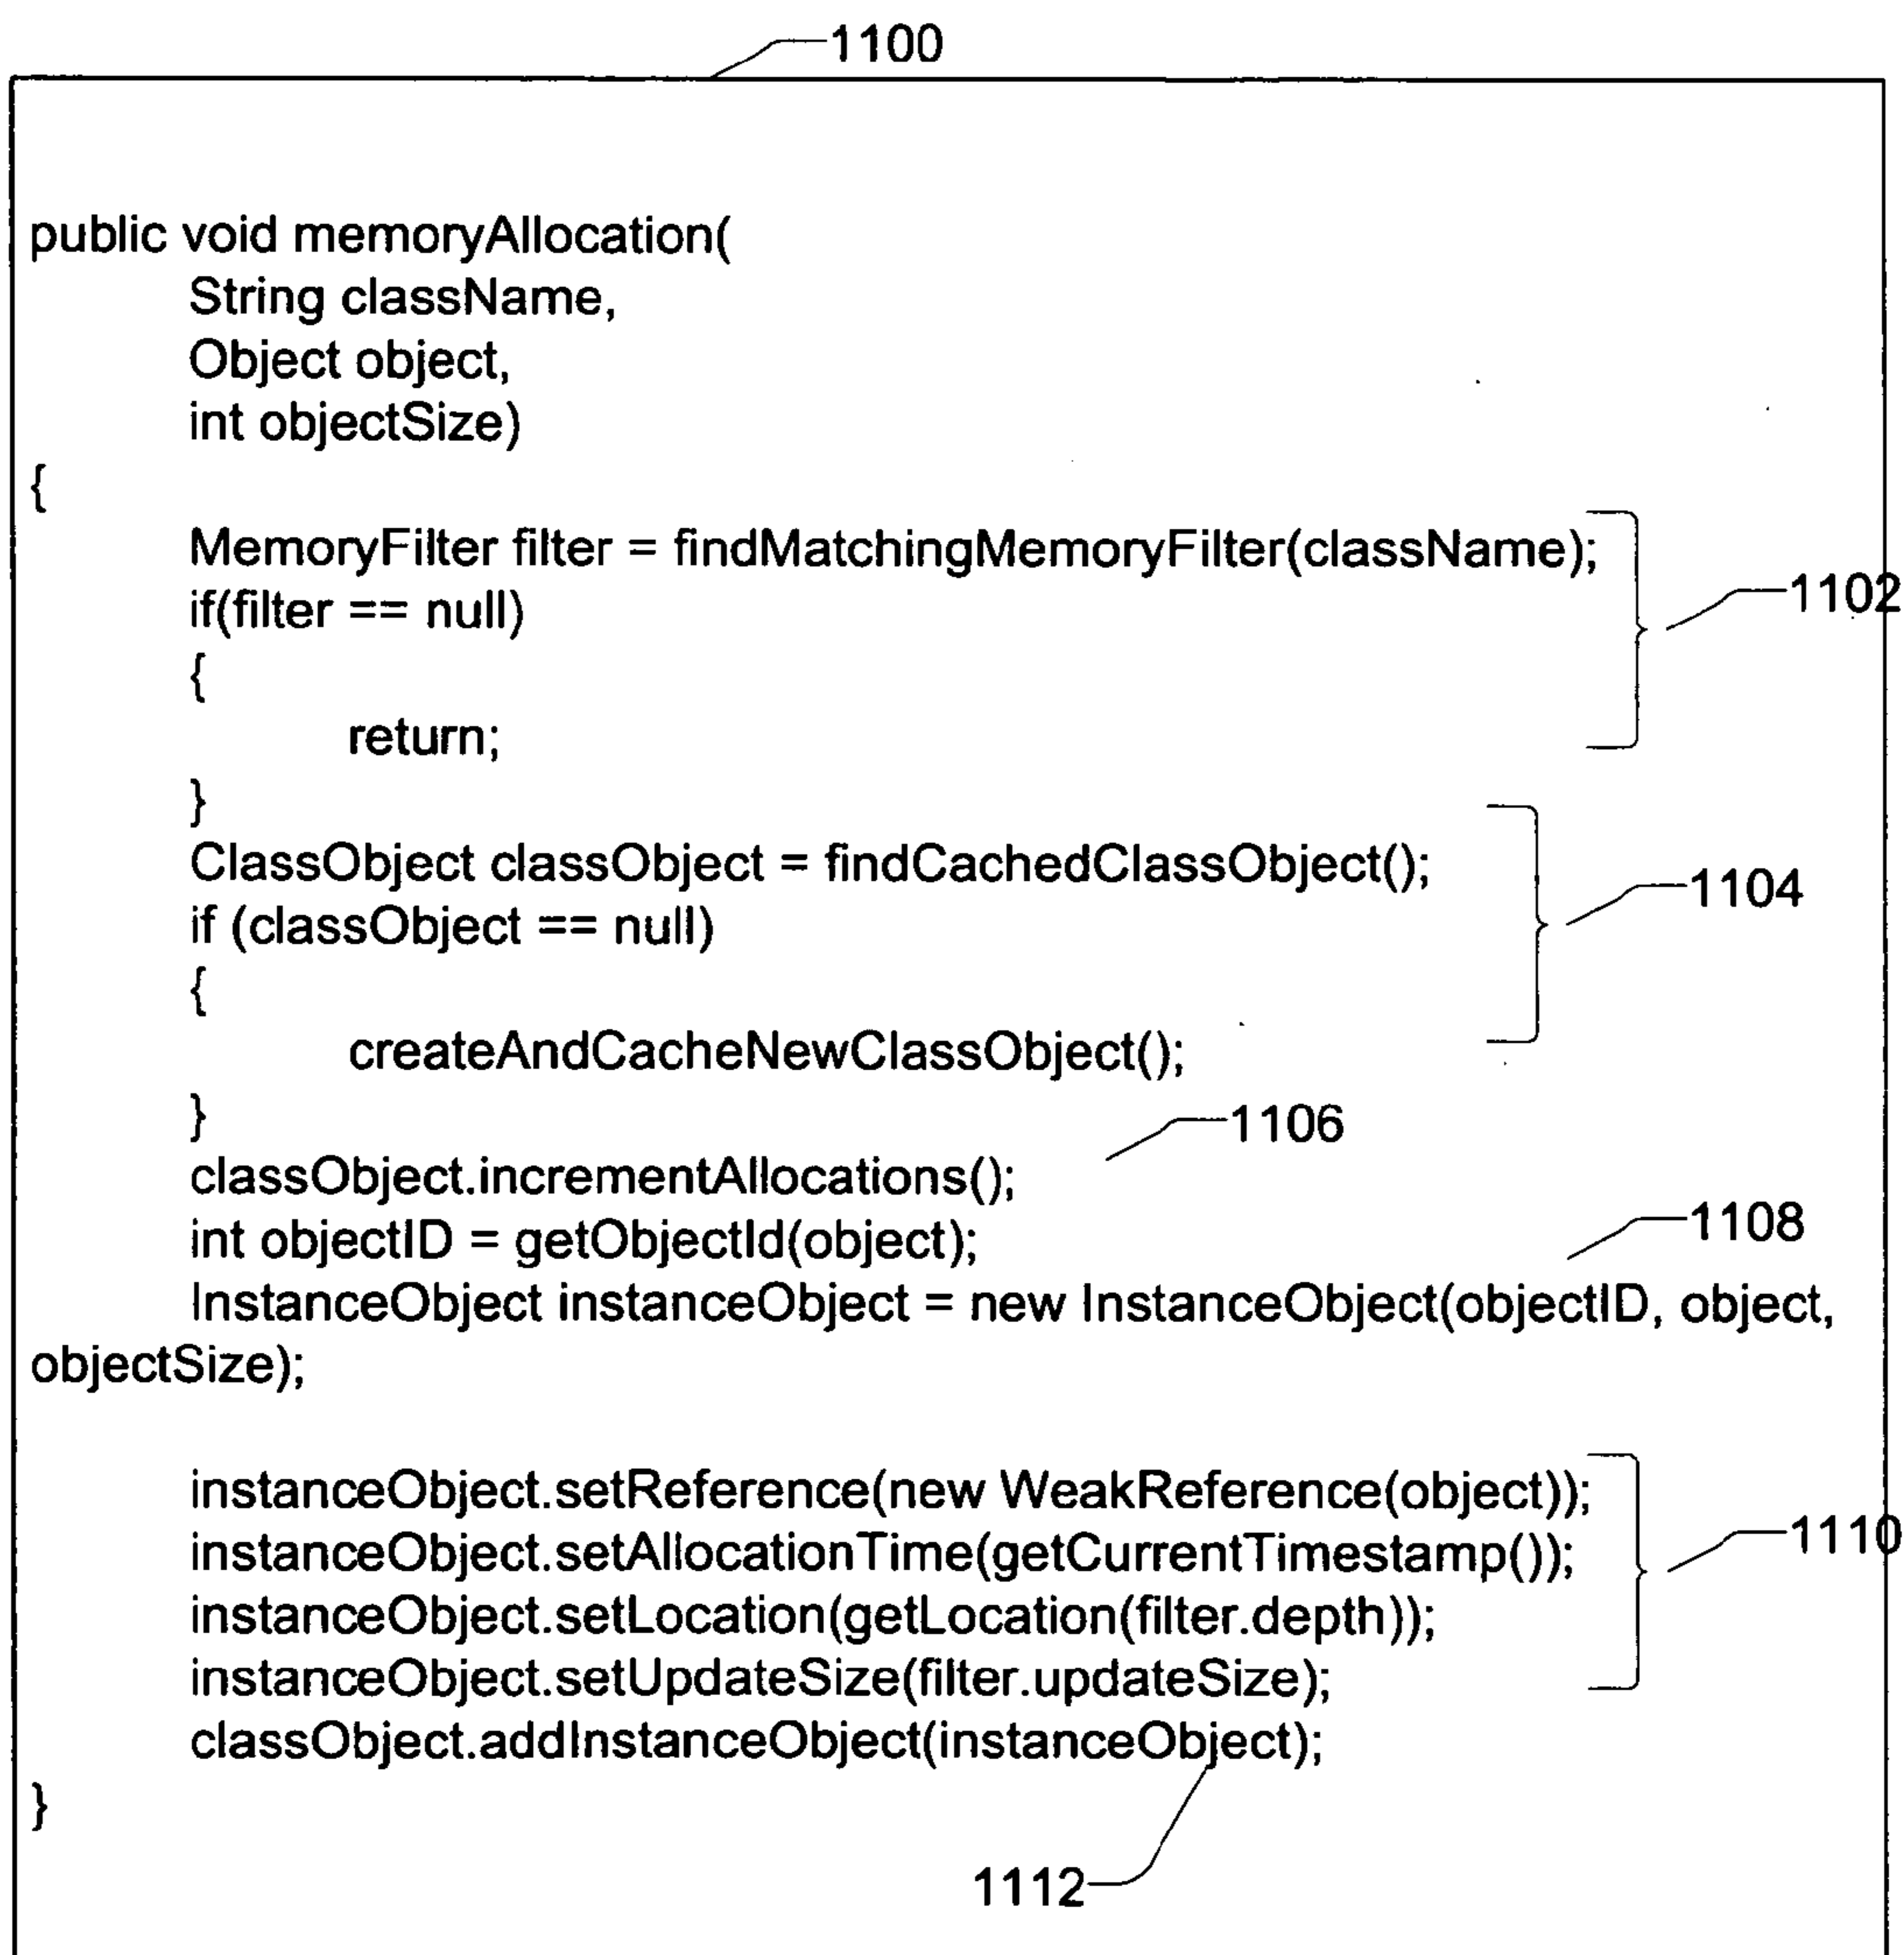 1100
public void memoryAllocation(
String className,
Object object,
int objectSize)
{
MemoryFilter filter = findMatchingMemoryFilter(className);
if(filter == null)
1102
{
return;
}
ClassObject classObject = findCachedClassObject();
1104
if (classObject == null)
{
createAndCacheNewClassObject();
}
1106
classObject.incrementAllocations();
int objectID = getObjectId(object);
1108
InstanceObject instanceObject = new InstanceObject(objectID, object,
objectSize);
instanceObject.setReference(new WeakReference(object));
instanceObject.setAllocationTime(getCurrentTimestamp());
1110
instanceObject.setLocation(getLocation(filter.depth));
instanceObject.setUpdateSize(filter.updateSize);
classObject.addInstanceObject(instanceObject);
}
1112